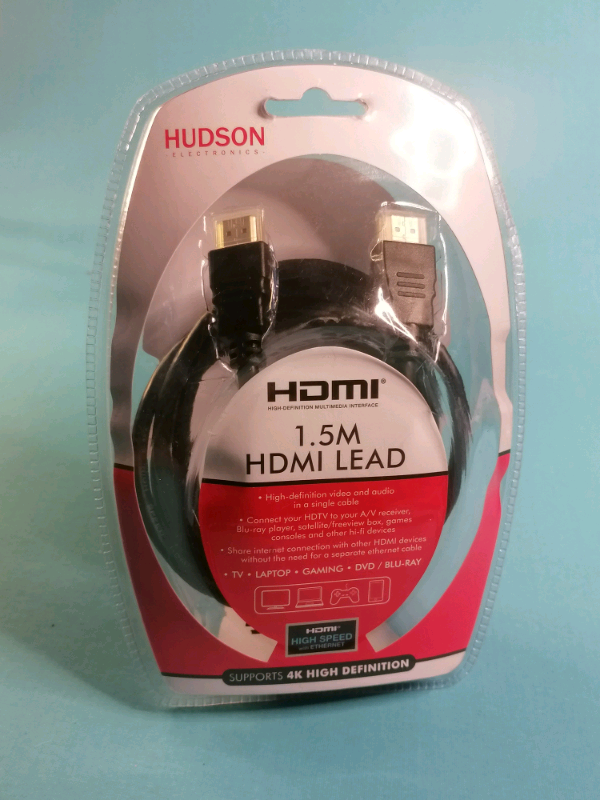 HUDSON
ELECTRONICS
HDMI®
HIGH-DEFINITION MULTIMEDIA INTERFACE
1.5M
HDMI LEAD
• High-definition video and audio
in a single cable
• Connect your HDTV to your A/V receiver,
Blu-ray player, satellite/freeview box, games
consoles and other hi-fi devices
• Share internet connection with other HDMI devices
without the need for a separate ethernet cable
• TV • LAPTOP • GAMING • DVD / BLU-RAY
HDMI®
HIGH SPEED
with ETHERNET
SUPPORTS 4K HIGH DEFINITION